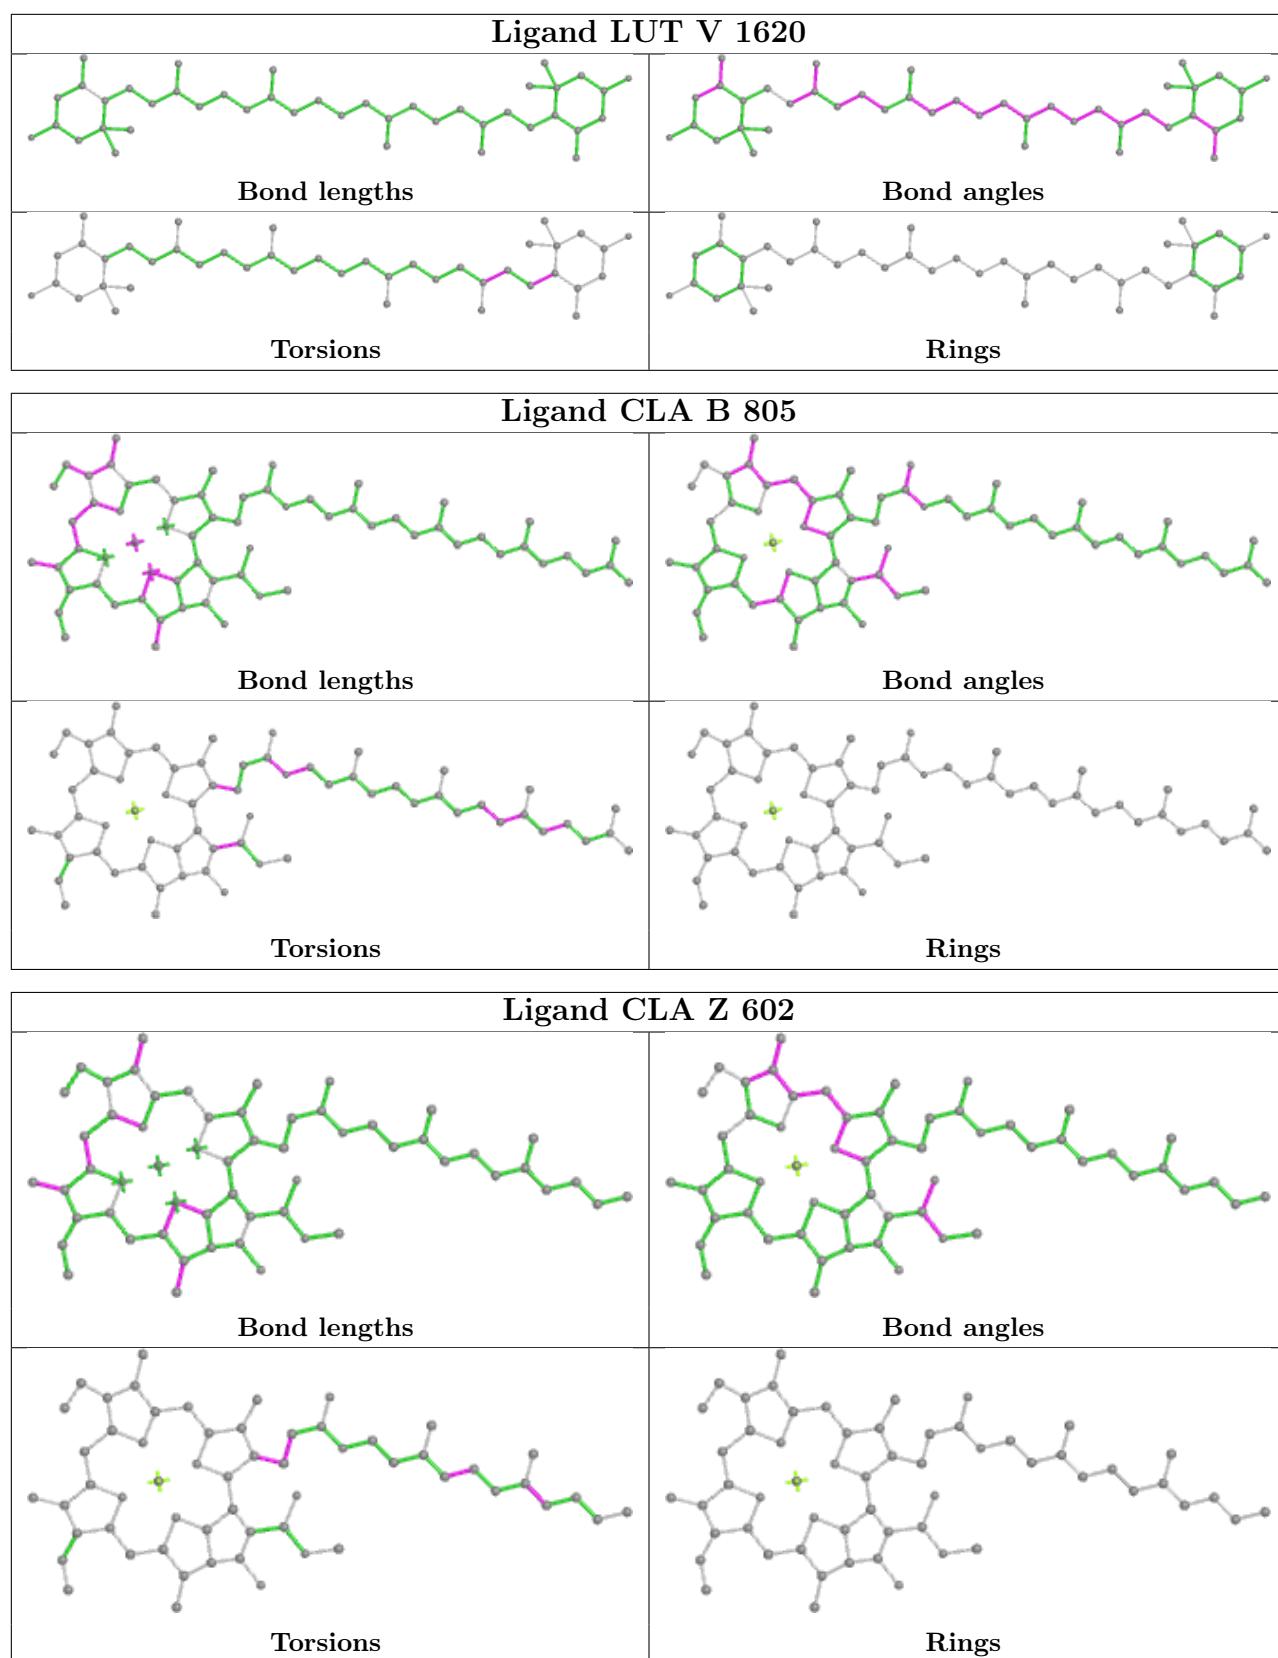 Ligand LUT V 1620
Bond lengths
Bond angles
Torsions
Rings
Ligand CLA B 805
Bond lengths
Bond angles
Torsions
Rings
Ligand CLA Z 602
Bond lengths
Bond angles
Torsions
Rings